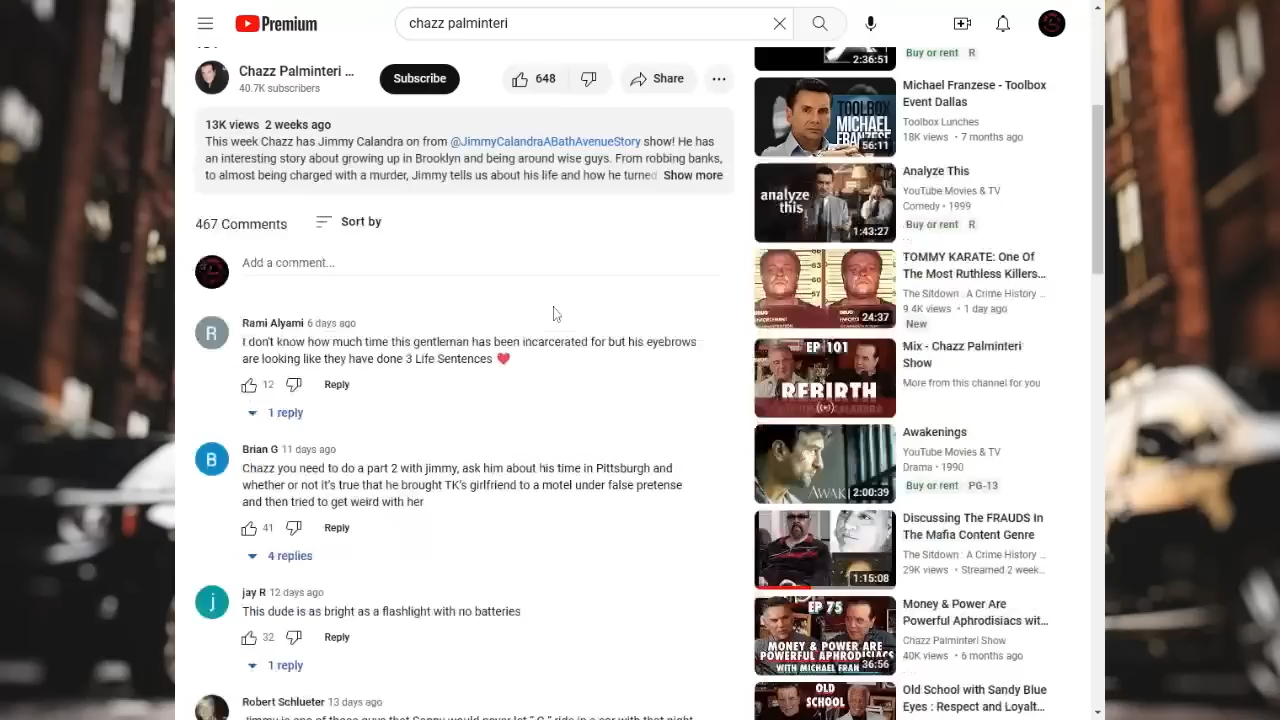 Premium
chazz palminteri
Chazz Palminteri ...
40.7K subscribers
Subscribe
648
Share
13K views 2 weeks ago
This week Chazz has Jimmy Calandra on from @JimmyCalandraABathAvenueStory show! He has
an interesting story about growing up in Brooklyn and being around wise guys. From robbing banks,
to almost being charged with a murder, Jimmy tells us about his life and how he turned Show more
467 Comments
Sort by
Add a comment...
R
Rami Alyami 6 days ago
I don't know how much time this gentleman has been incarcerated for but his eyebrows
are looking like they have done 3 Life Sentences
12
Reply
1 reply
B
Brian G 11 days ago
Chazz you need to do a part 2 with jimmy, ask him about his time in Pittsburgh and
whether or not it's true that he brought TK's girlfriend to a motel under false pretense
and then tried to get weird with her
41
Reply
4 replies
j
jay R 12 days ago
This dude is as bright as a flashlight with no batteries
32
Reply
1 reply
Robert Schlueter 13 days ago
2:36:51
Buy or rent R
TOOLBOX
MICHAEL
FRANZESE
56:11
Michael Franzese - Toolbox
Event Dallas
Toolbox Lunches
18K views • 7 months ago
analyze
this
1:43:27
Analyze This
YouTube Movies & TV
Comedy • 1999
Buy or rent R
24:37
TOMMY KARATE: One Of
The Most Ruthless Killers...
The Sitdown : A Crime History ...
9.4K views • 1 day ago
New
EP 101
REBIRTH
Mix - Chazz Palminteri
Show
More from this channel for you
AWAK
2:00:39
Awakenings
YouTube Movies & TV
Drama • 1990
Buy or rent PG-13
1:15:08
Discussing The FRAUDS In
The Mafia Content Genre
The Sitdown : A Crime History ...
29K views • Streamed 2 week...
EP 75
MONEY & POWER ARE
POWERFUL APHRODISIACS
WITH MICHAEL FRAN
36:56
Money & Power Are
Powerful Aphrodisiacs wit...
Chazz Palminteri Show
40K views • 6 months ago
OLD
SCHOOL
Old School with Sandy Blue
Eyes : Respect and Loyalt...